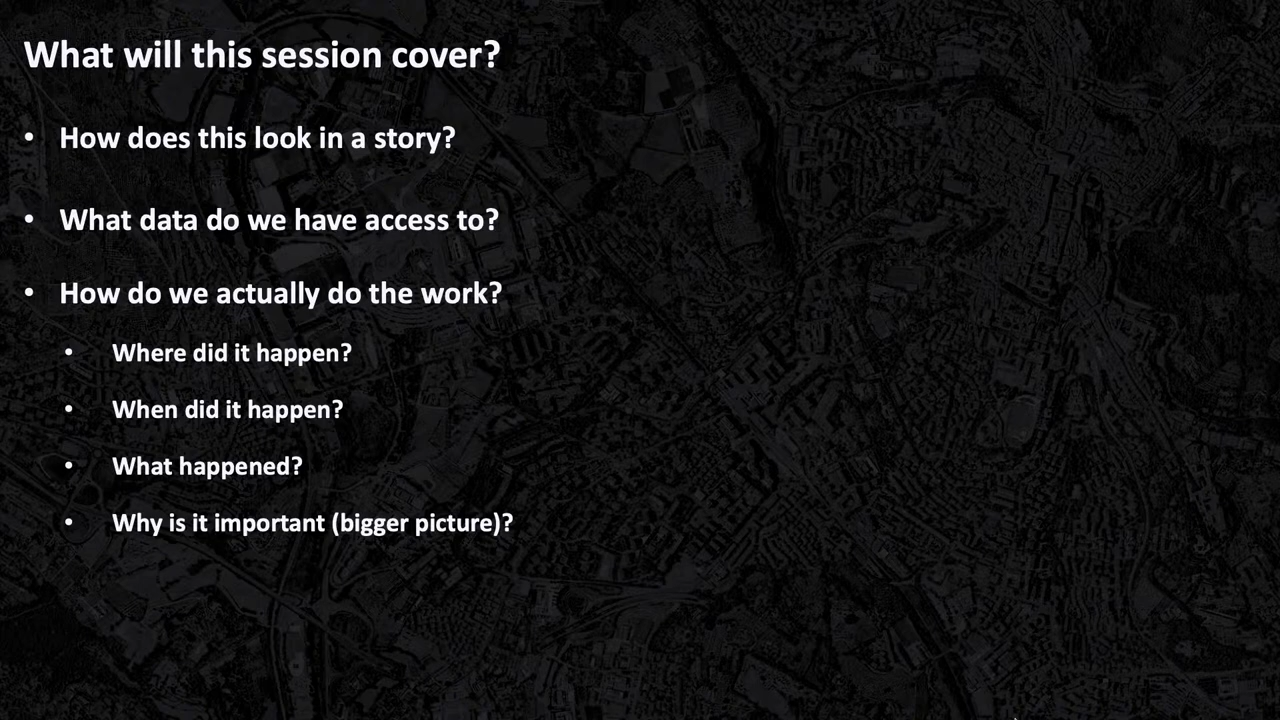 What will this session cover?
• How does this look in a story?
• What data do we have access to?
• How do we actually do the work?
• Where did it happen?
• When did it happen?
• What happened?
• Why is it important (bigger picture)?